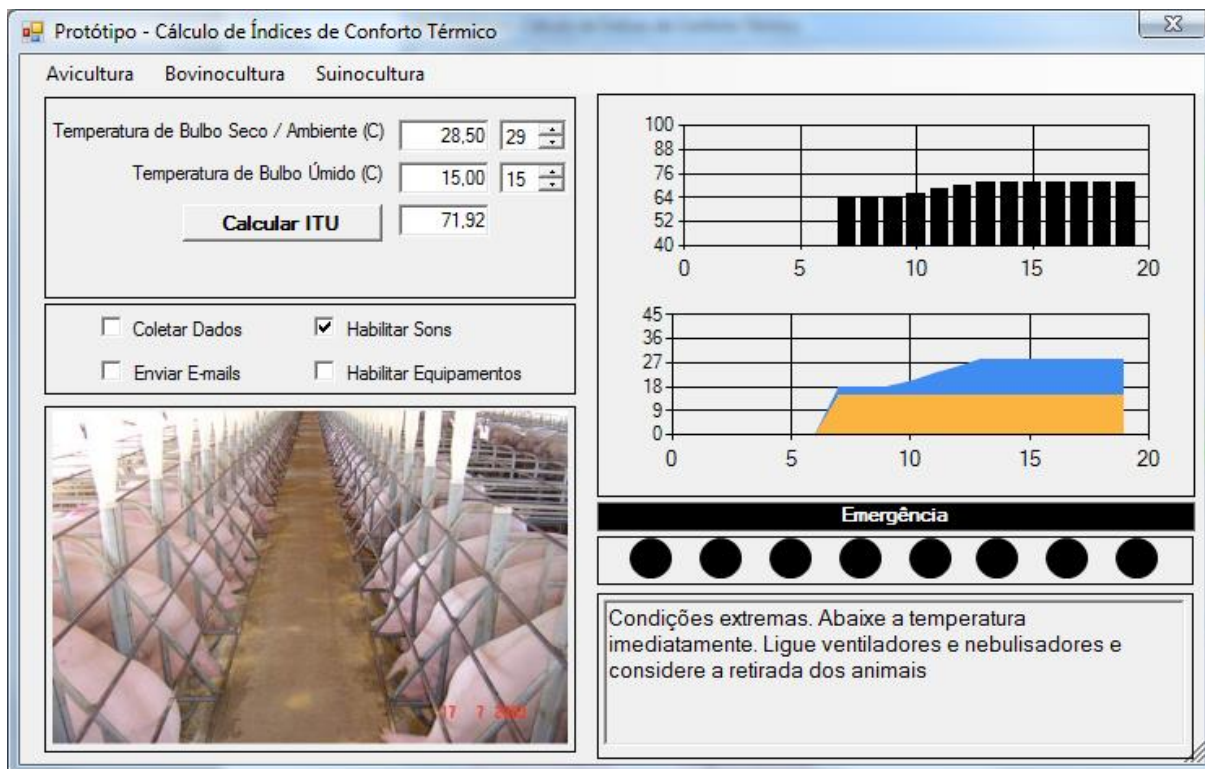 Protótipo - Cálculo de Índices de Conforto Térmico
Avicultura Bovinocultura Suinocultura
Temperatura de Bulbo Seco / Ambiente (C) 28,50 29
Temperatura de Bulbo Úmido (C) 15,00 15
Calcular ITU 71,92
Coletar Dados Habilitar Sons
Enviar E-mails Habilitar Equipamentos
17 7
100
88
76
64
52
40
0 5 10 15 20
45
36
27
18
9
0
0 5 10 15 20
Emergência
Condições extremas. Abaixe a temperatura
imediatamente. Ligue ventiladores e nebulisadores e
considere a retirada dos animais